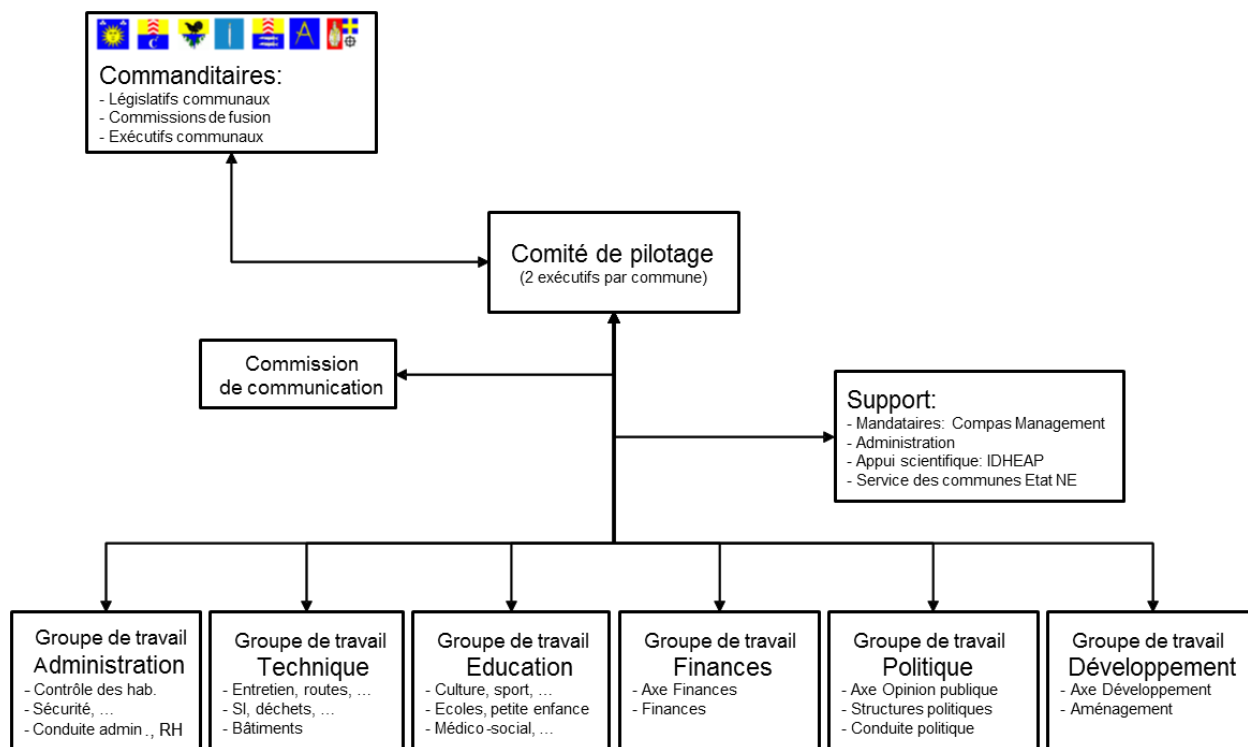 Commanditaires:
- Législatifs communaux
- Commissions de fusion
- Exécutifs communaux
Comité de pilotage
(2 exécutifs par commune)
Commission
de communication
Support:
- Mandataires: Compas Management
- Administration
- Appui scientifique: IDHEAP
- Service des communes Etat NE
Groupe de travail
Administration
- Contrôle des hab.
- Sécurité, ...
- Conduite admin., RH
Groupe de travail
Technique
- Entretien, routes, ...
- SI, déchets, ...
- Bâtiments
Groupe de travail
Education
- Culture, sport, ...
- Ecoles, petite enfance
- Médico-social, ...
Groupe de travail
Finances
- Axe Finances
- Finances
Groupe de travail
Politique
- Axe Opinion publique
- Structures politiques
- Conduite politique
Groupe de travail
Développement
- Axe Développement
- Aménagement